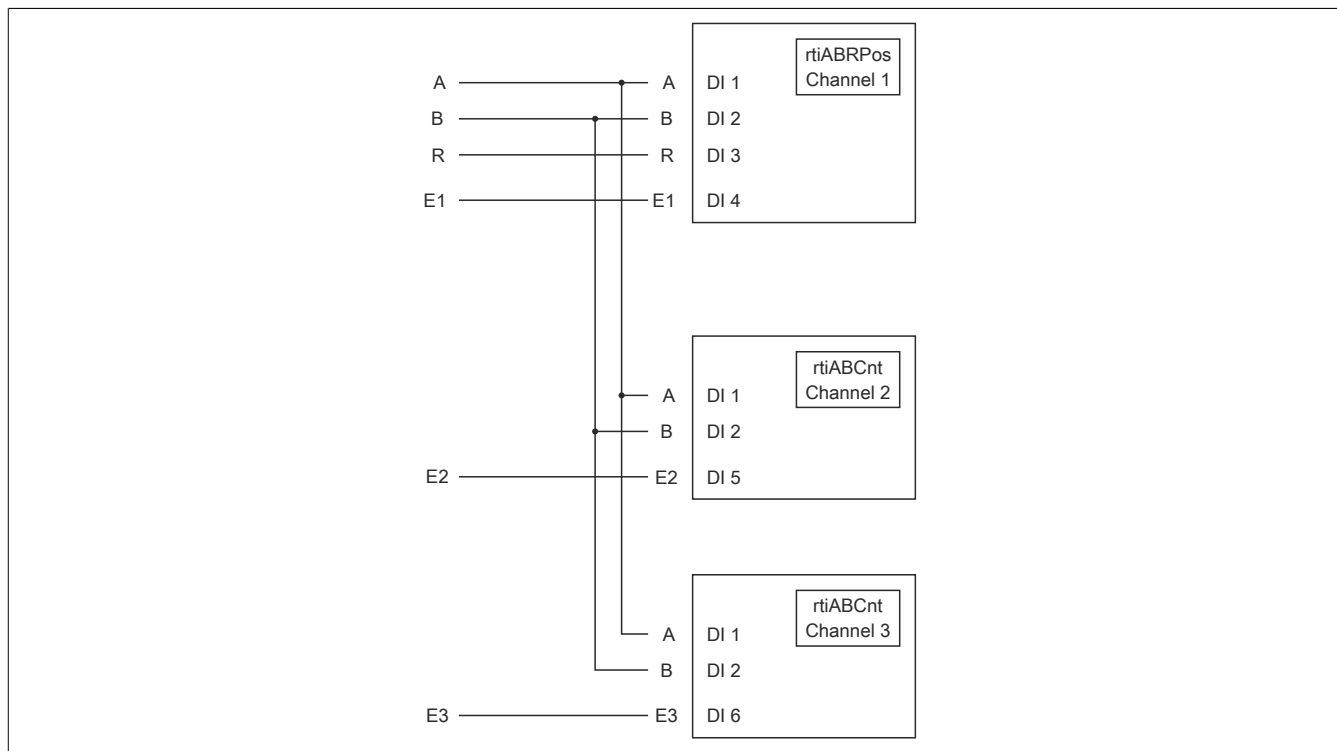 rtiABRPos
Channel 1
A A DI 1
B B DI 2
R R DI 3
E1 E1 DI 4
rtiABCnt
Channel 2
A DI 1
B DI 2
E2 E2 DI 5
rtiABCnt
Channel 3
A DI 1
B DI 2
E3 E3 DI 6